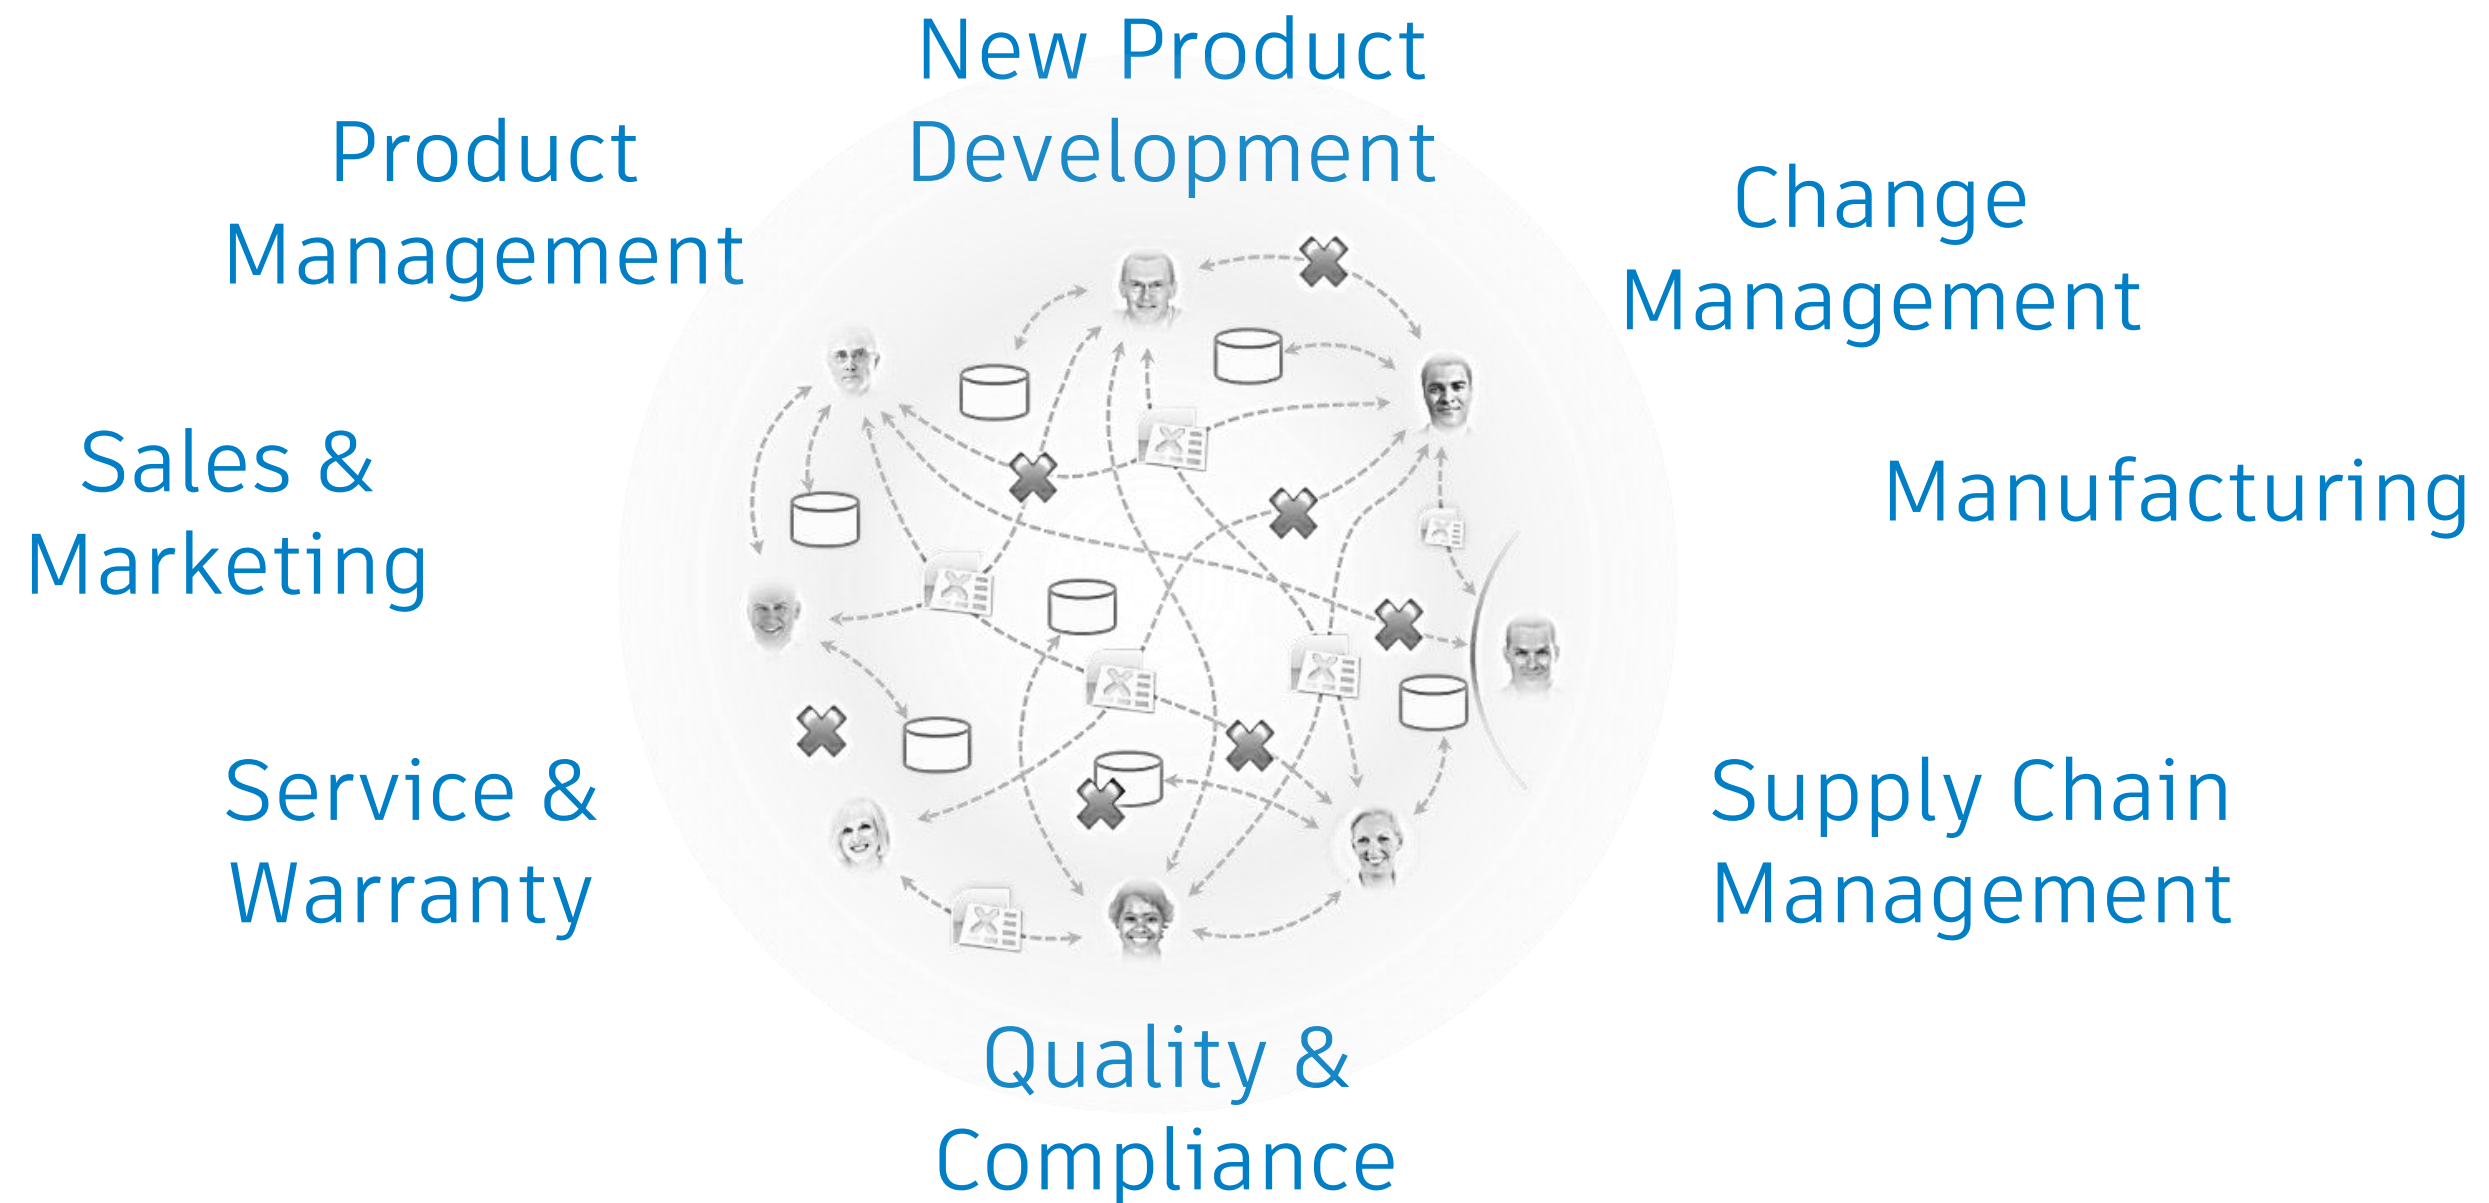 New Product
Development
Product
Management
Change
Management
Sales &
Marketing
Manufacturing
Service &
Warranty
Supply Chain
Management
Quality &
Compliance